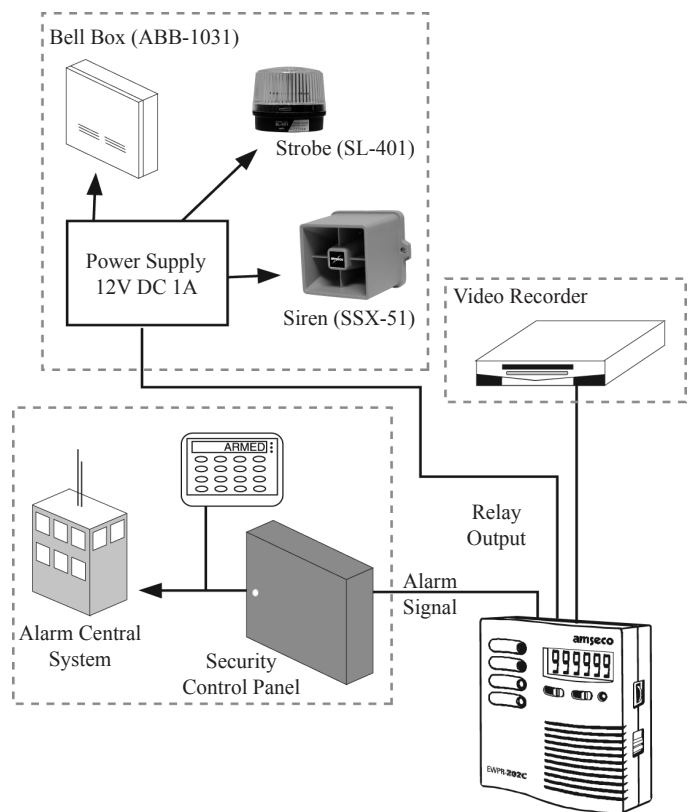 Bell Box (ABB-1031)
Strobe (SL-401)
Power Supply
12V DC 1A
Siren (SSX-51)
Video Recorder
ARMED
Relay
Output
Alarm
Signal
Alarm Central
System
Security
Control Panel
amseco
999999
EWPR-202C